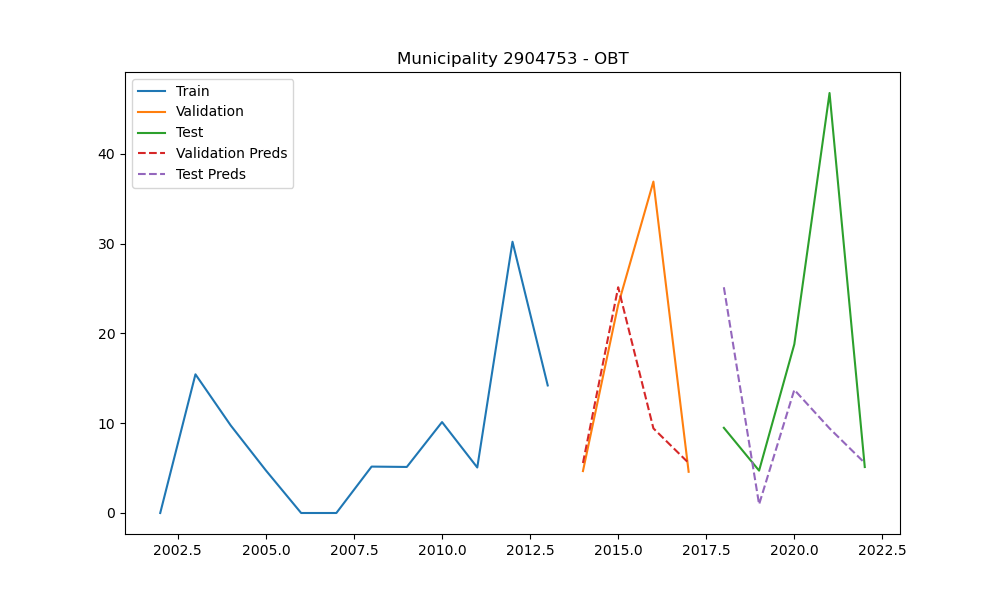 Municipality 2904753 - OBT
Train
Validation
Test
Validation Preds
Test Preds
40
30
20
10
0
2002.5 2005.0 2007.5 2010.0 2012.5 2015.0 2017.5 2020.0 2022.5